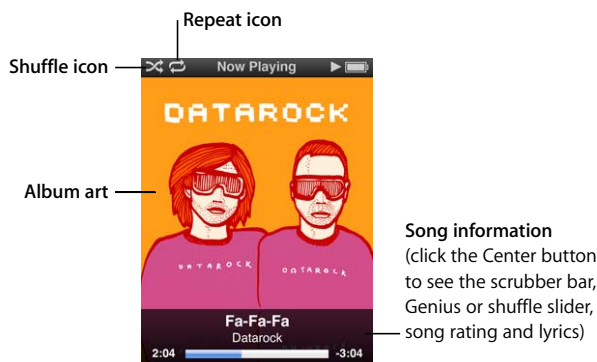 Repeat icon
Shuffle icon
Now Playing
DATAROCK
Album art
DATAROCK
DATAROCK
Song information
(click the Center button
to see the scrubber bar,
Genius or shuffle slider,
song rating and lyrics)
Fa-Fa-Fa
Datarock
2:04
-3:04